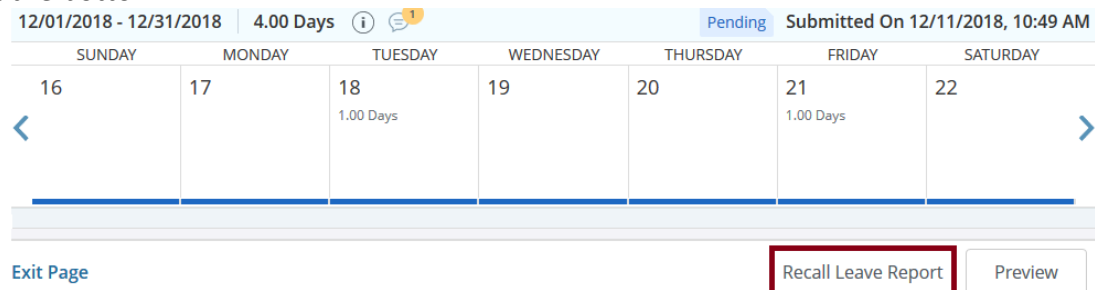 12/01/2018 - 12/31/2018 4.00 Days i 1 Pending Submitted On 12/11/2018, 10:49 AM
SUNDAY MONDAY TUESDAY WEDNESDAY THURSDAY FRIDAY SATURDAY
16 17 18 19 20 21 22
1.00 Days 1.00 Days
Exit Page Recall Leave Report Preview